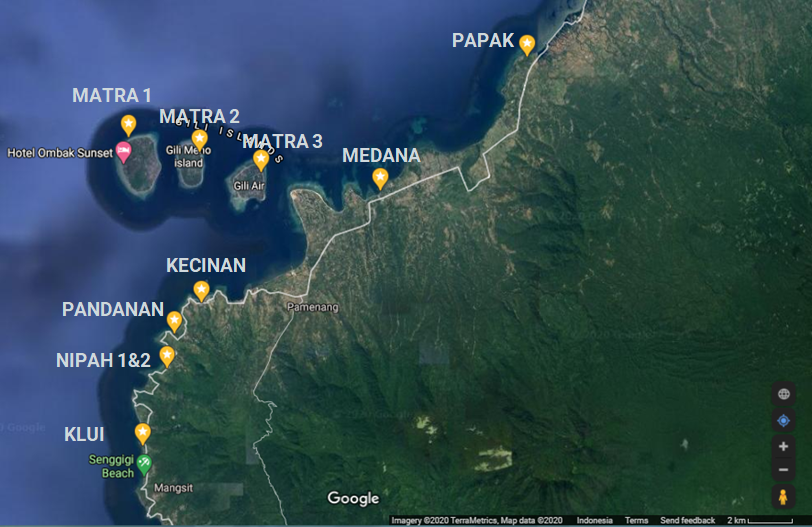 PAPAK
MATRA 1
MATRA 2
GILI ISLANDS
MATRA 3
Hotel Ombak Sunset
Gili Meno
island
MEDANA
Gili Air
KECINAN
PANDANAN
Pamenang
NIPAH 1&2
KLUI
Senggigi
Beach
Mangsit
Google
Imagery ©2020 TerraMetrics, Map data ©2020 Indonesia Terms Send feedback 2 km